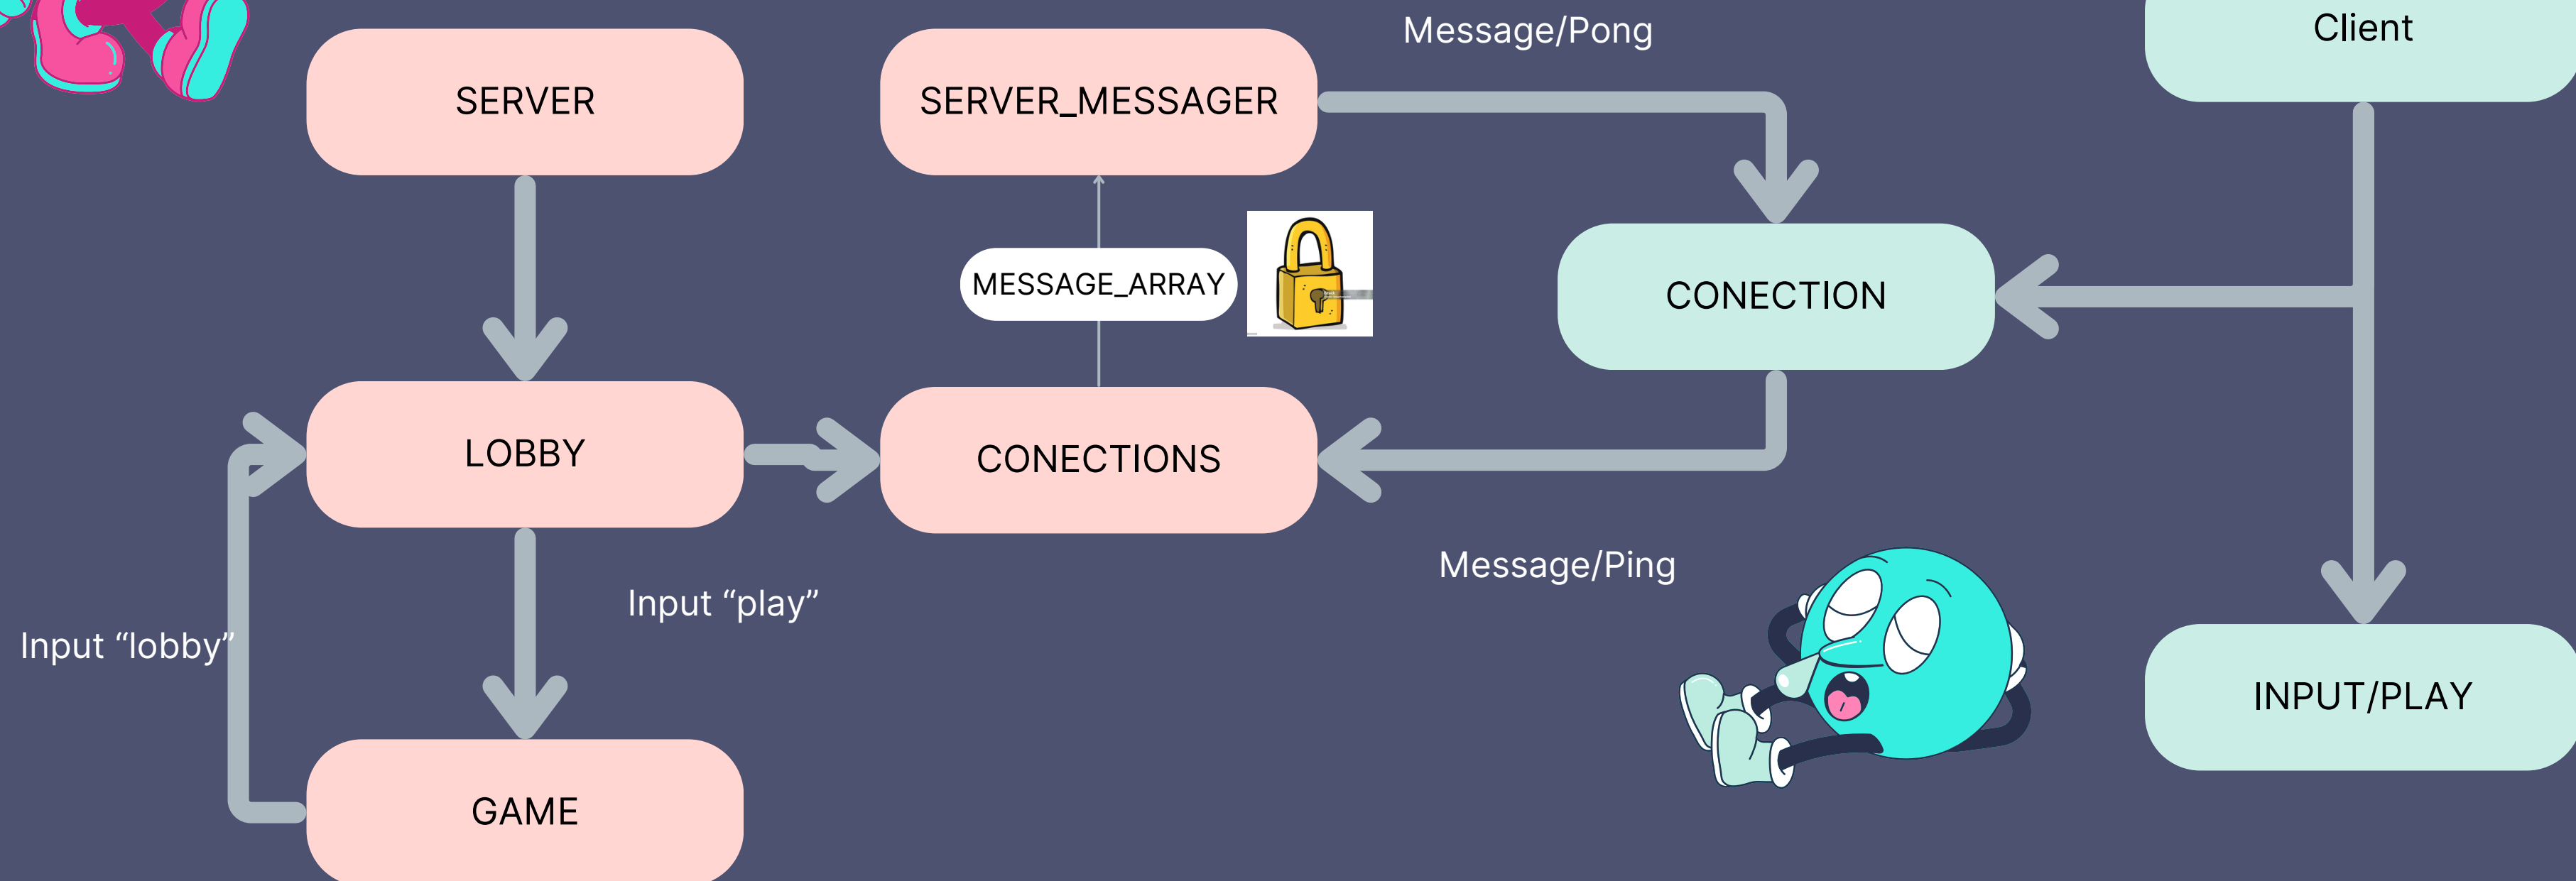 Message/Pong
Client
SERVER
SERVER_MESSAGER
MESSAGE_ARRAY
CONECTION
LOBBY
CONECTIONS
Message/Ping
Input “play”
Input “lobby”
INPUT/PLAY
GAME